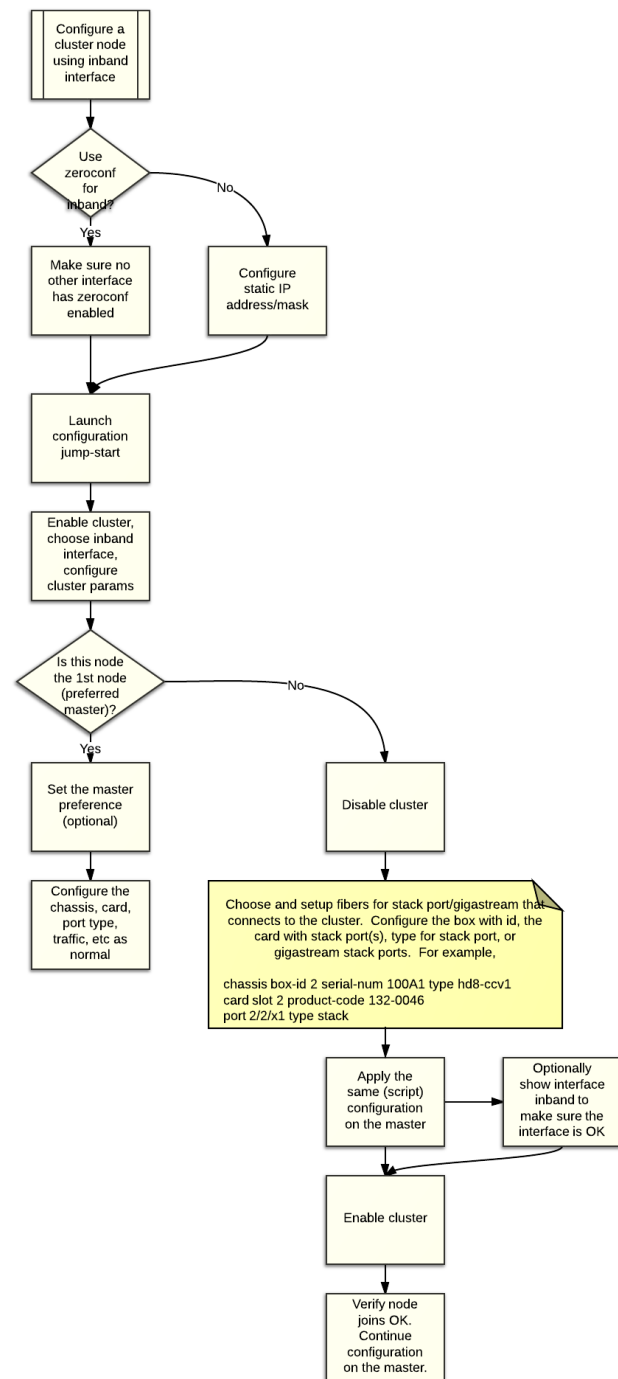 Configure a
cluster node
using inband
interface
Use
zeroconf
for
inband?
No
Yes
Make sure no
other interface
has zeroconf
enabled
Configure
static IP
address/mask
Launch
configuration
jump-start
Enable cluster,
choose inband
interface,
configure
cluster params
Is this node
the 1st node
(preferred
master)?
No
Yes
Set the master
preference
(optional)
Disable cluster
Configure the
chassis, card,
port type,
traffic, etc as
normal
Choose and setup fibers for stack port/gigastream that
connects to the cluster.  Configure the box with id, the
card with stack port(s), type for stack port, or
gigastream stack ports.  For example,
chassis box-id 2 serial-num 100A1 type hd8-ccv1
card slot 2 product-code 132-0046
port 2/2/x1 type stack
Apply the
same (script)
configuration
on the master
Optionally
show interface
inband to
make sure the
interface is OK
Enable cluster
Verify node
joins OK.
Continue
configuration
on the master.